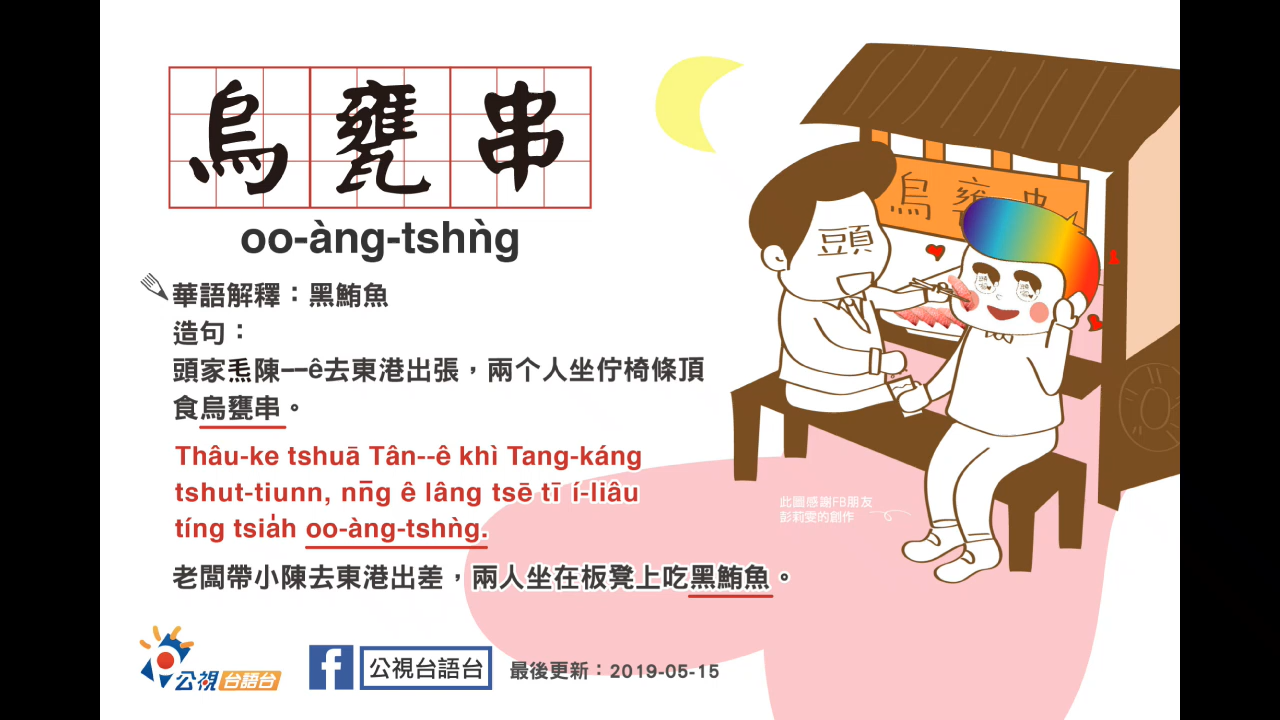 烏甕串
oo-àng-tshǹg
華語解釋：黑鮪魚
造句：
頭家毛陳--ê去東港出張，兩个人坐佇椅條頂
食烏甕串。
Thâu-ke tshuā Tân--ê khì Tang-káng
tshut-tiunn, nn̄g ê lâng tsē tī í-liâu
tíng tsia̍h oo-àng-tshǹg.
老闆帶小陳去東港出差，兩人坐在板凳上吃黑鮪魚。
公視台語台
公視台語台
最後更新：2019-05-15
烏甕串
頭
此圖感謝FB朋友
彭莉雯的創作